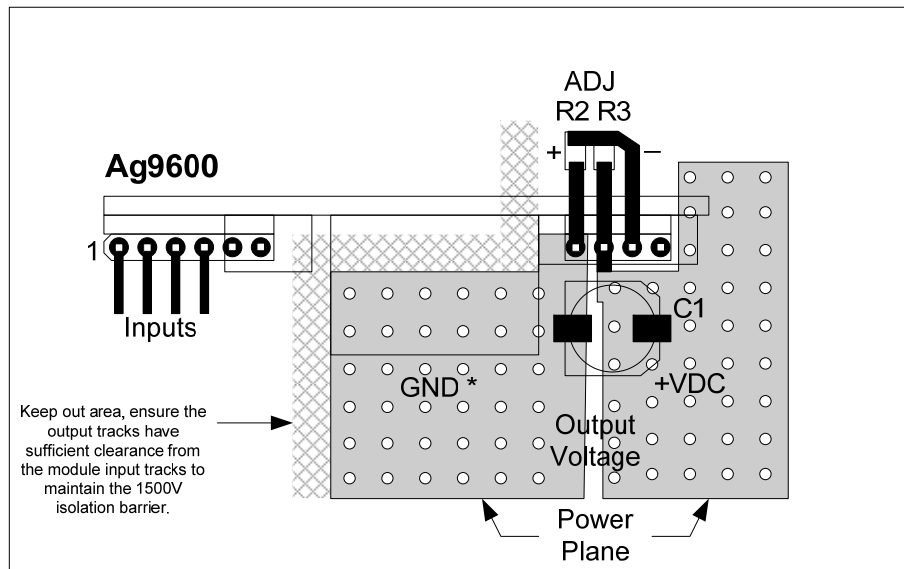 ADJ
R2 R3
+ −
Ag9600
1
Inputs
C1
GND *
+VDC
Output
Voltage
Keep out area, ensure the
output tracks have
sufficient clearance from
the module input tracks to
maintain the 1500V
isolation barrier.
Power
Plane